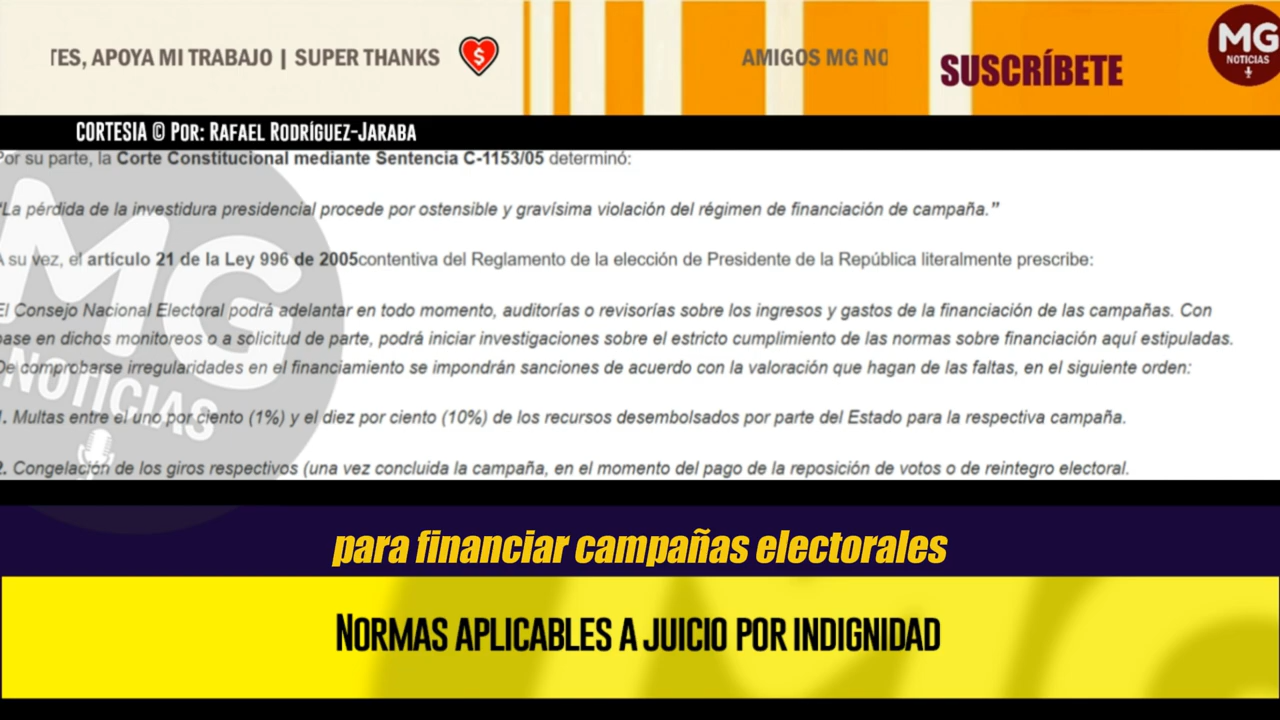 TES, APOYA MI TRABAJO | SUPER THANKS
$
AMIGOS MG NO
SUSCRÍBETE
MG
NOTICIAS
CORTESIA © POR: RAFAEL RODRÍGUEZ-JARABA
Por su parte, la Corte Constitucional mediante Sentencia C-1153/05 determinó:
"La pérdida de la investidura presidencial procede por ostensible y gravísima violación del régimen de financiación de campaña."
A su vez, el artículo 21 de la Ley 996 de 2005contentiva del Reglamento de la elección de Presidente de la República literalmente prescribe:
El Consejo Nacional Electoral podrá adelantar en todo momento, auditorías o revisorías sobre los ingresos y gastos de la financiación de las campañas. Con
base en dichos monitoreos o a solicitud de parte, podrá iniciar investigaciones sobre el estricto cumplimiento de las normas sobre financiación aquí estipuladas.
De comprobarse irregularidades en el financiamiento se impondrán sanciones de acuerdo con la valoración que hagan de las faltas, en el siguiente orden:
1. Multas entre el uno por ciento (1%) y el diez por ciento (10%) de los recursos desembolsados por parte del Estado para la respectiva campaña.
2. Congelación de los giros respectivos (una vez concluida la campaña, en el momento del pago de la reposición de votos o de reintegro electoral.
MG
NOTICIAS
para financiar campañas electorales
NORMAS APLICABLES A JUICIO POR INDIGNIDAD